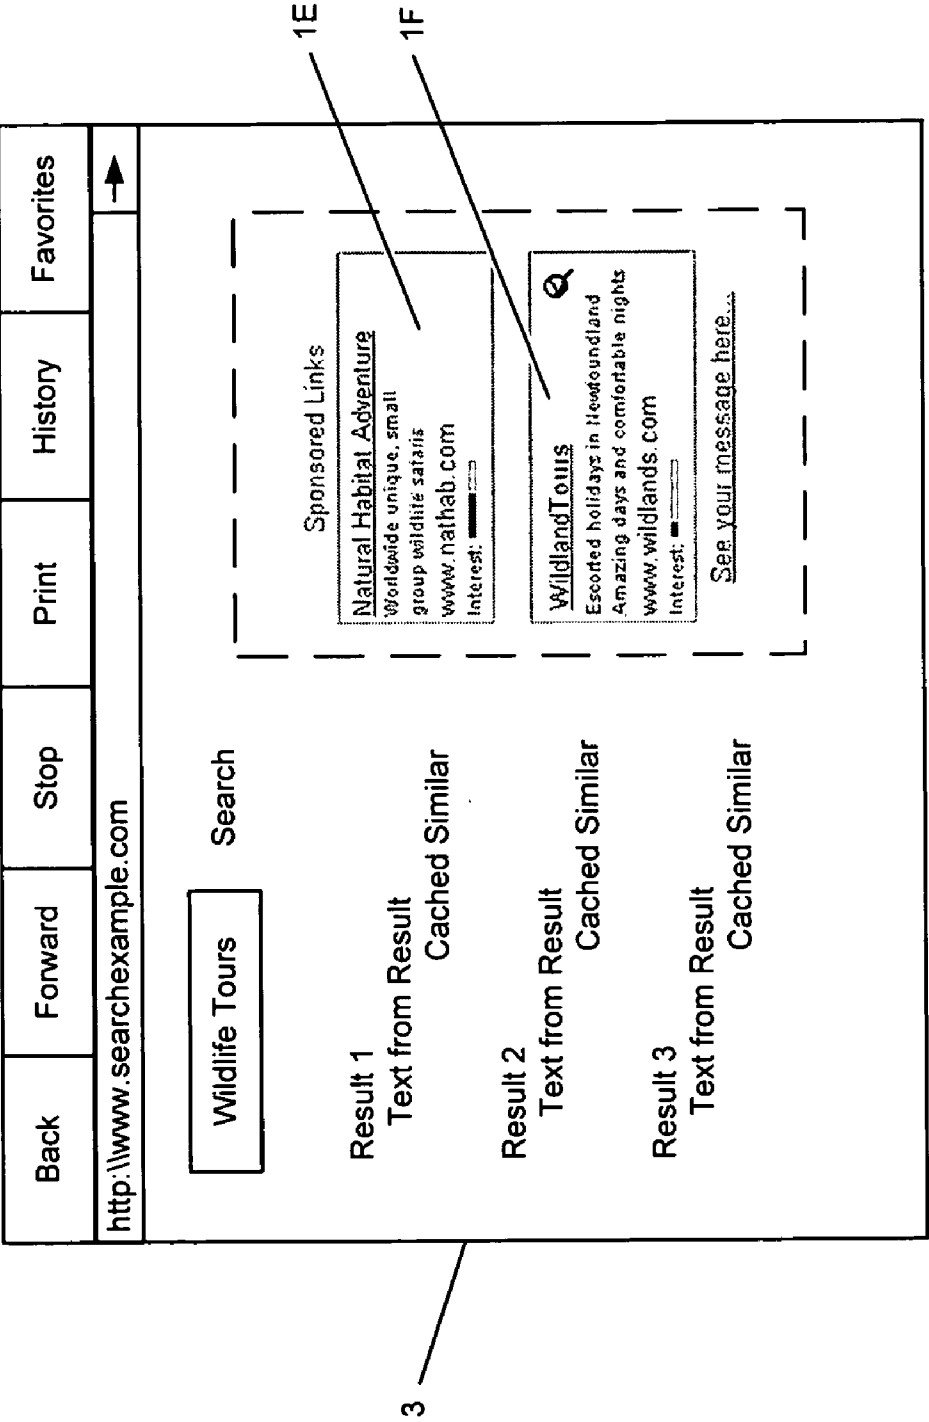 Back Forward Stop Print History Favorites
http:\\www.searchexample.com
Wildlife Tours Search
Result 1
Text from Result
Cached Similar
Result 2
Text from Result
Cached Similar
Result 3
Text from Result
Cached Similar
Sponsored Links
Natural Habitat Adventure
Worldwide unique, small
group wildlife safaris
www.nathab.com
Interest:
WildlandTours
Escorted holidays in Newfoundland
Amazing days and comfortable nights
www.wildlands.com
Interest:
See your message here...
1E
1F
3